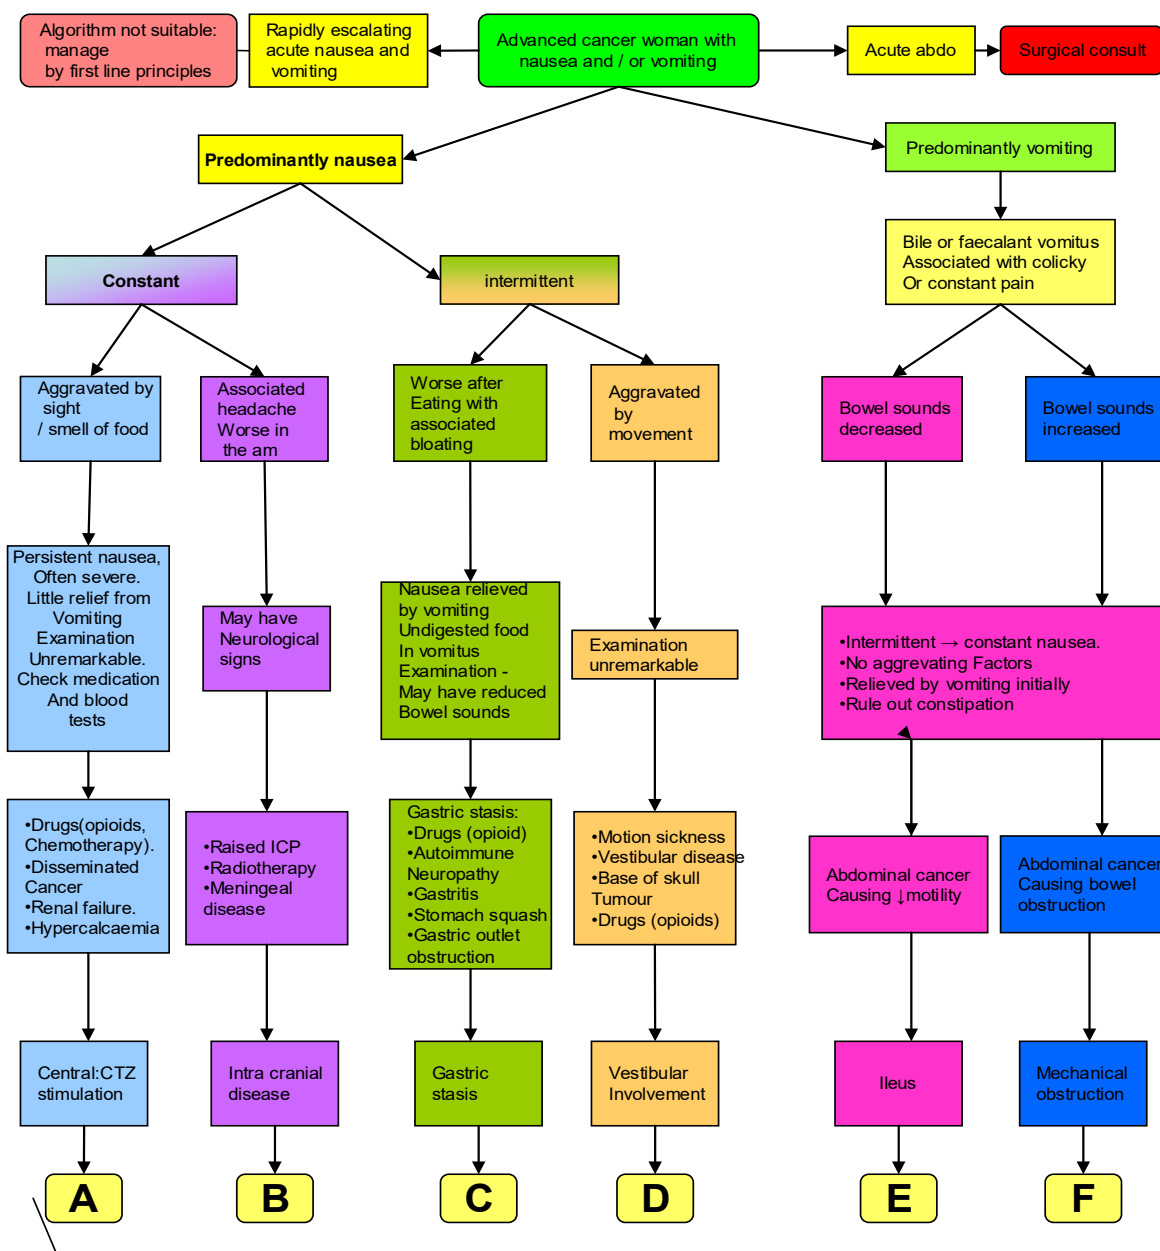 Algorithm not suitable:
manage
by first line principles
Rapidly escalating
acute nausea and
vomiting
Advanced cancer woman with
nausea and / or vomiting
Acute abdo
Surgical consult
Predominantly nausea
Predominantly vomiting
Constant
intermittent
Bile or faecalant vomitus
Associated with colicky
Or constant pain
Aggravated by
sight
/ smell of food
Associated
headache
Worse in
the am
Worse after
Eating with
associated
bloating
Aggravated
by
movement
Bowel sounds
decreased
Bowel sounds
increased
Persistent nausea,
Often severe.
Little relief from
Vomiting
Examination
Unremarkable.
Check medication
And blood
tests
May have
Neurological
signs
Nausea relieved
by vomiting
Undigested food
In vomitus
Examination -
May have reduced
Bowel sounds
Examination
unremarkable
•Intermittent → constant nausea.
•No aggrevating Factors
•Relieved by vomiting initially
•Rule out constipation
•Drugs(opioids,
Chemotherapy).
•Disseminated
Cancer
•Renal failure.
•Hypercalcaemia
•Raised ICP
•Radiotherapy
•Meningeal
disease
Gastric stasis:
•Drugs (opioid)
•Autoimmune
Neuropathy
•Gastritis
•Stomach squash
•Gastric outlet
obstruction
•Motion sickness
•Vestibular disease
•Base of skull
Tumour
•Drugs (opioids)
Abdominal cancer
Causing ↓motility
Abdominal cancer
Causing bowel
obstruction
Central:CTZ
stimulation
Intra cranial
disease
Gastric
stasis
Vestibular
Involvement
Ileus
Mechanical
obstruction
A
B
C
D
E
F